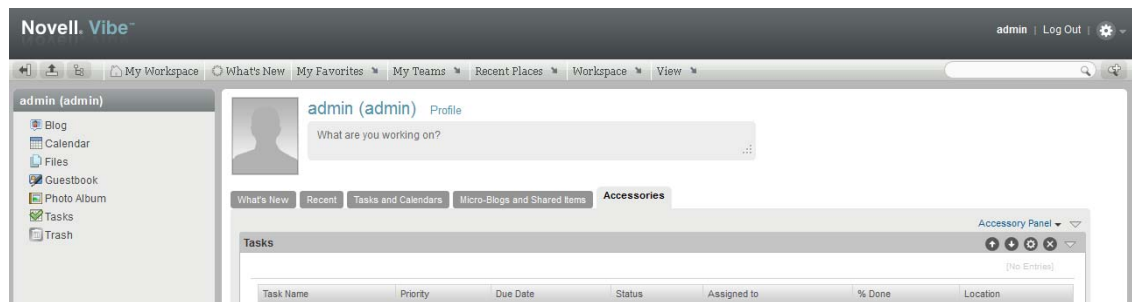 Novell. Vibe™
admin | Log Out |
My Workspace What's New My Favorites My Teams Recent Places Workspace View
admin (admin)
Blog
Calendar
Files
Guestbook
Photo Album
Tasks
Trash
admin (admin) Profile
What are you working on?
What's New Recent Tasks and Calendars Micro-Blogs and Shared Items Accessories
Accessory Panel
Tasks
[No Entries]
Task Name Priority Due Date Status Assigned to % Done Location